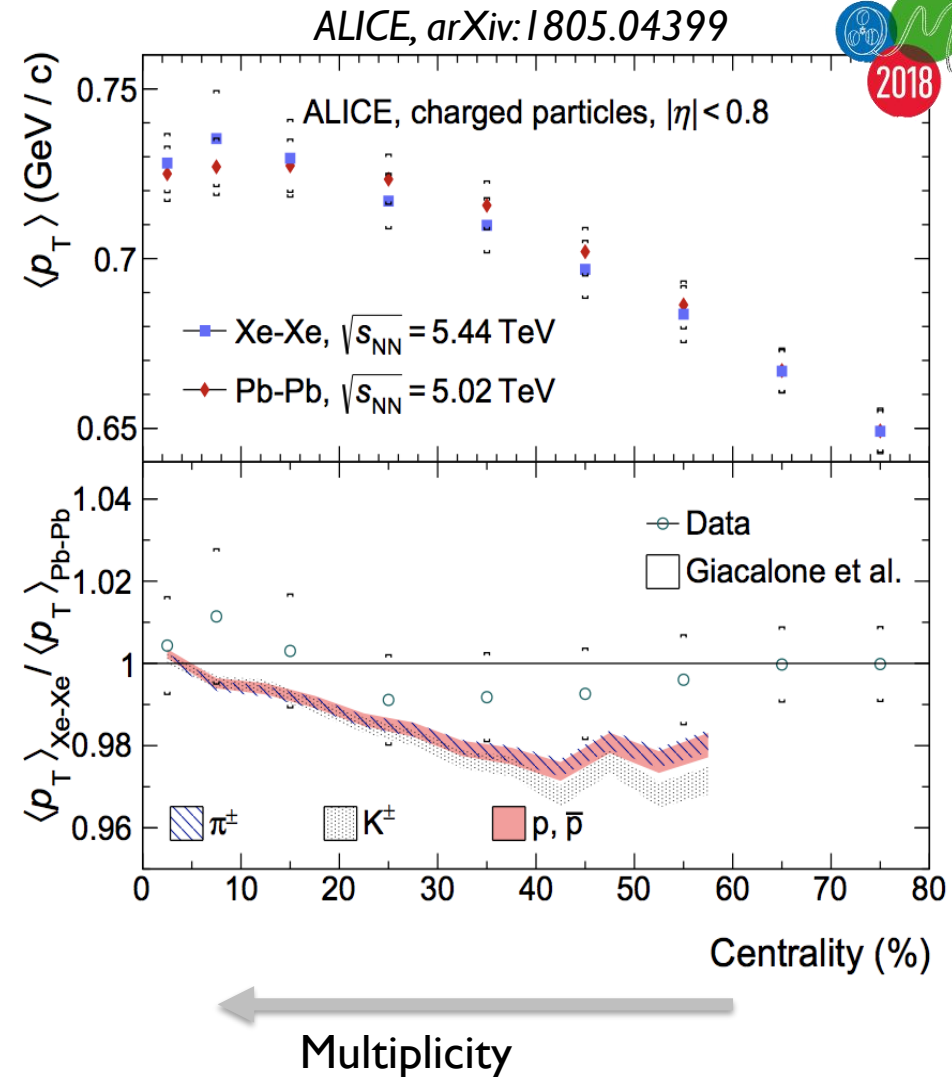 ALICE, arXiv:1805.04399
2018
0.75
ALICE, charged particles, |η| < 0.8
⟨p_T⟩ (GeV / c)
0.7
Xe-Xe, √s_NN = 5.44 TeV
Pb-Pb, √s_NN = 5.02 TeV
0.65
1.04
Data
1.02
Giacalone et al.
⟨p_T⟩_Xe-Xe / ⟨p_T⟩_Pb-Pb
1
0.98
0.96
π± K± p, p̅
0 10 20 30 40 50 60 70 80
Centrality (%)
Multiplicity